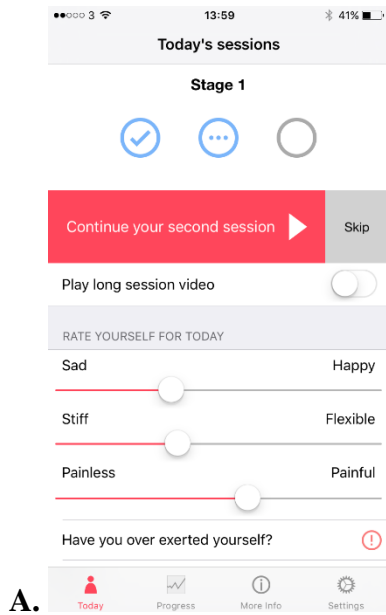 3 13:59 41%
Today's sessions
Stage 1
Continue your second session Skip
Play long session video
RATE YOURSELF FOR TODAY
Sad Happy
Stiff Flexible
Painless Painful
Have you over exerted yourself?
A. Today Progress More Info Settings